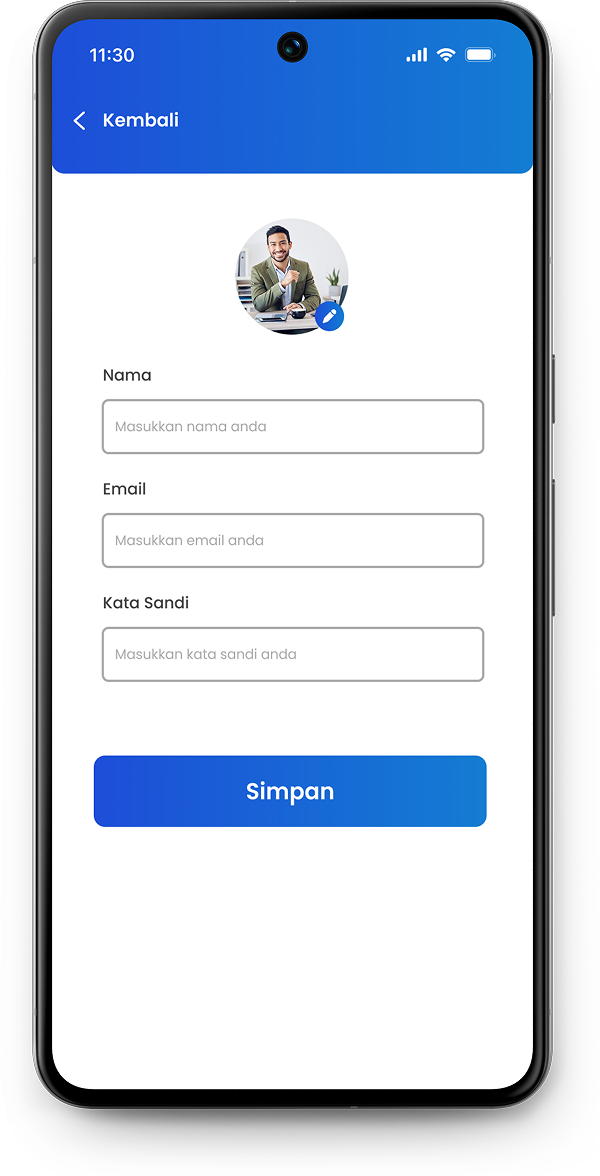 11:30
Kembali
Nama
Masukkan nama anda
Email
Masukkan email anda
Kata Sandi
Masukkan kata sandi anda
Simpan